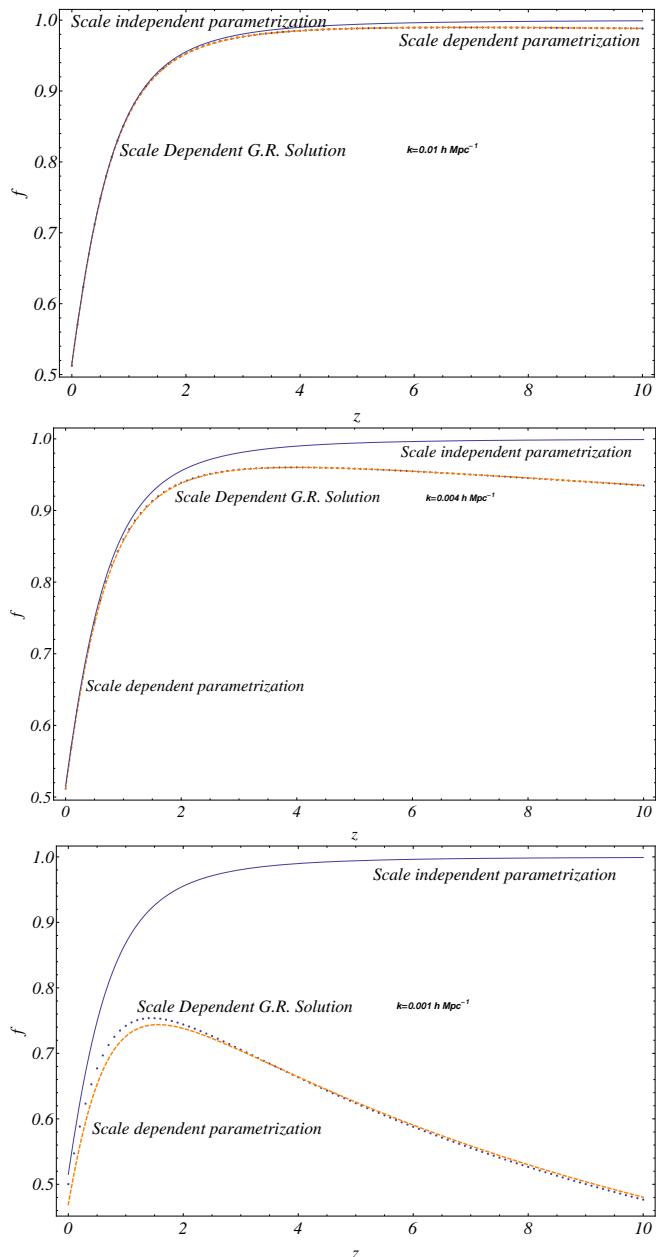 1.0
Scale independent parametrization
Scale dependent parametrization
0.9
Scale Dependent G.R. Solution
k=0.01 h Mpc⁻¹
0.8
f
0.7
0.6
0.5
0 2 4 6 8 10
z
1.0
Scale independent parametrization
0.9
Scale Dependent G.R. Solution
k=0.004 h Mpc⁻¹
0.8
f
0.7
Scale dependent parametrization
0.6
0.5
0 2 4 6 8 10
z
1.0
Scale independent parametrization
0.9
0.8
Scale Dependent G.R. Solution
k=0.001 h Mpc⁻¹
f
0.7
0.6
Scale dependent parametrization
0.5
0 2 4 6 8 10
z